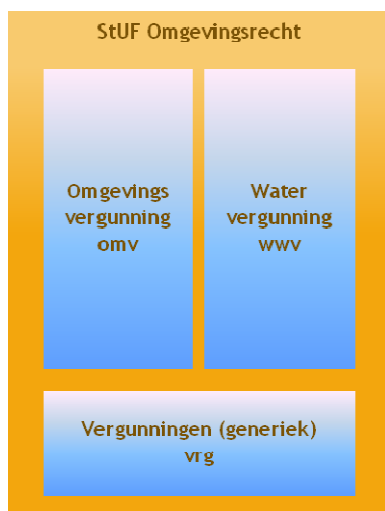 StUF Omgevingsrecht
Omgevings
vergunning
omv
Water
vergunning
wwv
Vergunningen (generiek)
vrg